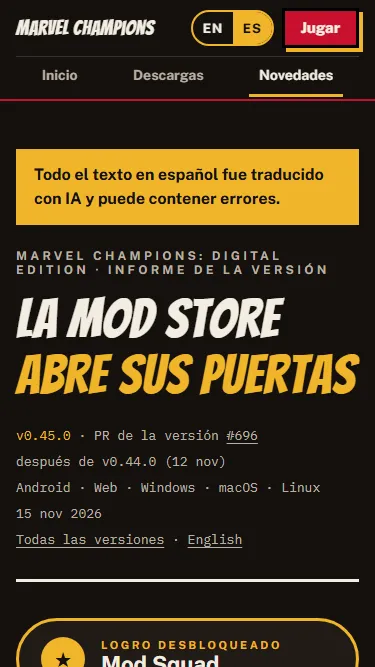 MARVEL CHAMPIONS
EN ES
Jugar
Inicio Descargas Novedades
Todo el texto en español fue traducido
con IA y puede contener errores.
MARVEL CHAMPIONS: DIGITAL
EDITION · INFORME DE LA VERSIÓN
LA MOD STORE
ABRE SUS PUERTAS
v0.45.0 · PR de la versión #696
después de v0.44.0 (12 nov)
Android · Web · Windows · macOS · Linux
15 nov 2026
Todas las versiones · English
LOGRO DESBLOQUEADO
Mod Squad